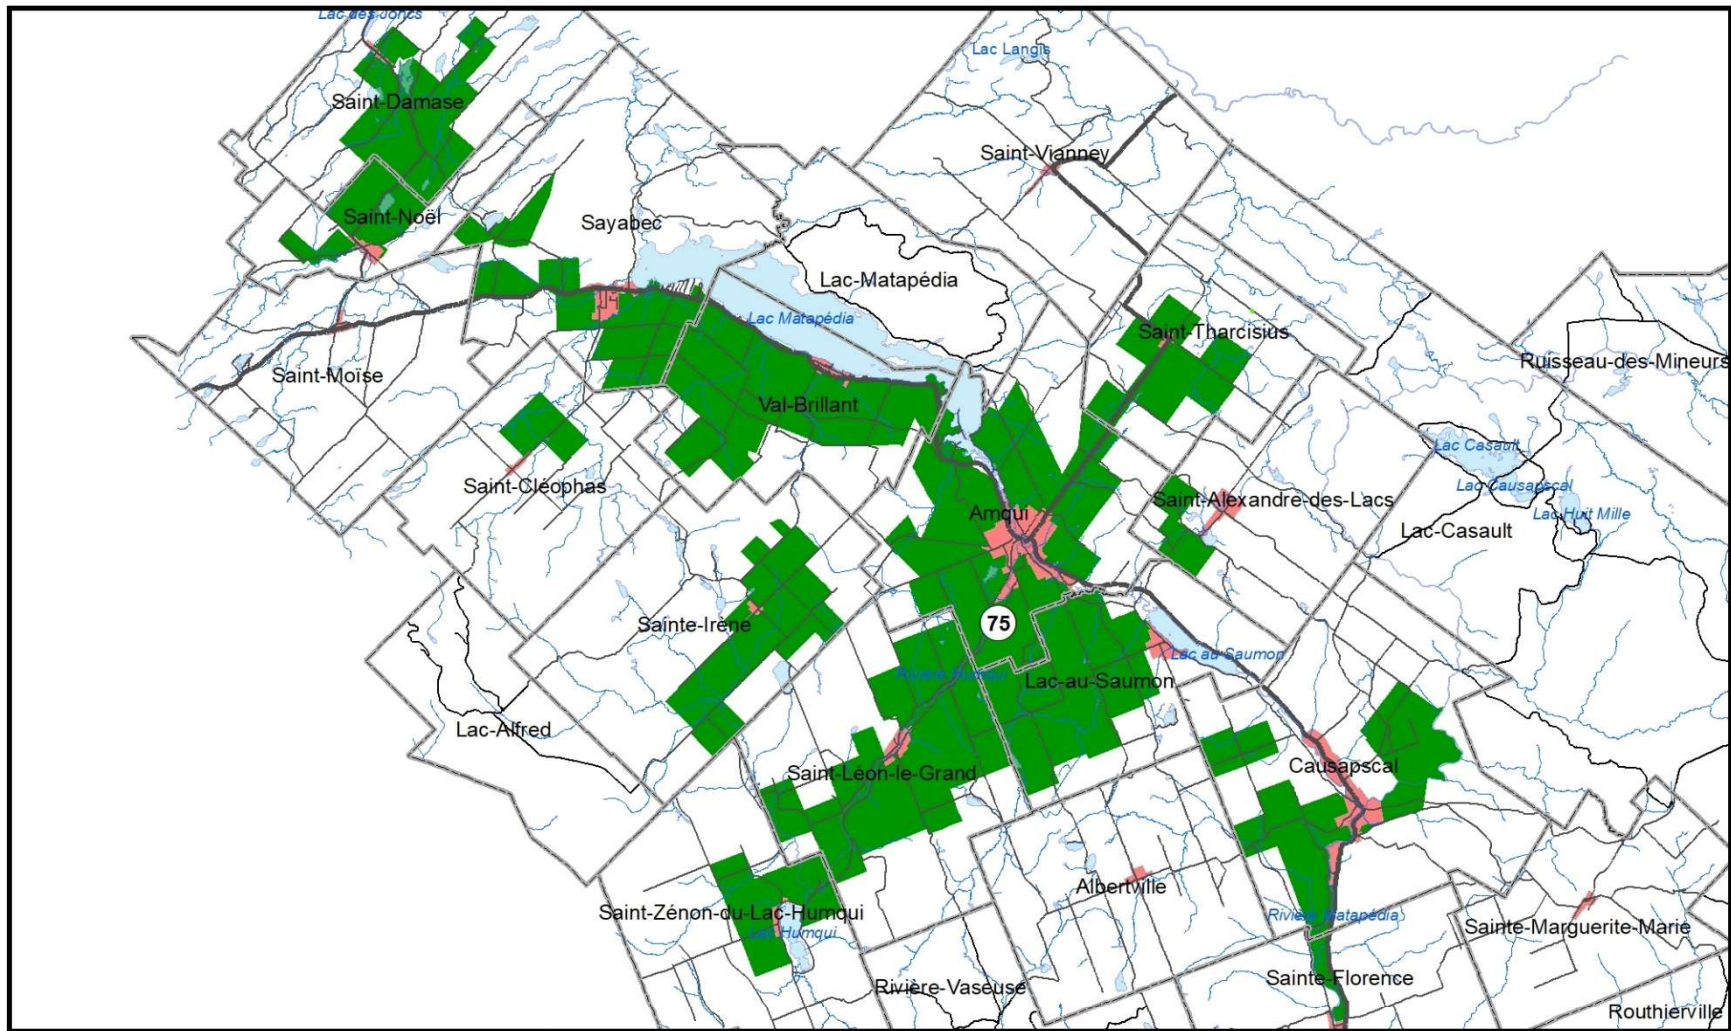 Lac des Joncs
Lac Langis
Saint-Damase
Saint-Vianney
Saint-Noël
Sayabec
Lac-Matapédia
Lac Matapédia
Saint-Tharcisius
Ruisseau-des-Mineurs
Saint-Moïse
Val-Brillant
Lac Casault
Saint-Cléophas
Lac Causapscal
Saint-Alexandre-des-Lacs
Amqui
Lac Huit Mille
Lac-Casault
Sainte-Irène
75
Lac au Saumon
Rivière Humqui
Lac-au-Saumon
Lac-Alfred
Causapscal
Saint-Léon-le-Grand
Albertville
Saint-Zénon-du-Lac-Humqui
Rivière Matapédia
Sainte-Marguerite-Marie
Lac Humqui
Sainte-Florence
Rivière-Vaseuse
Routhierville